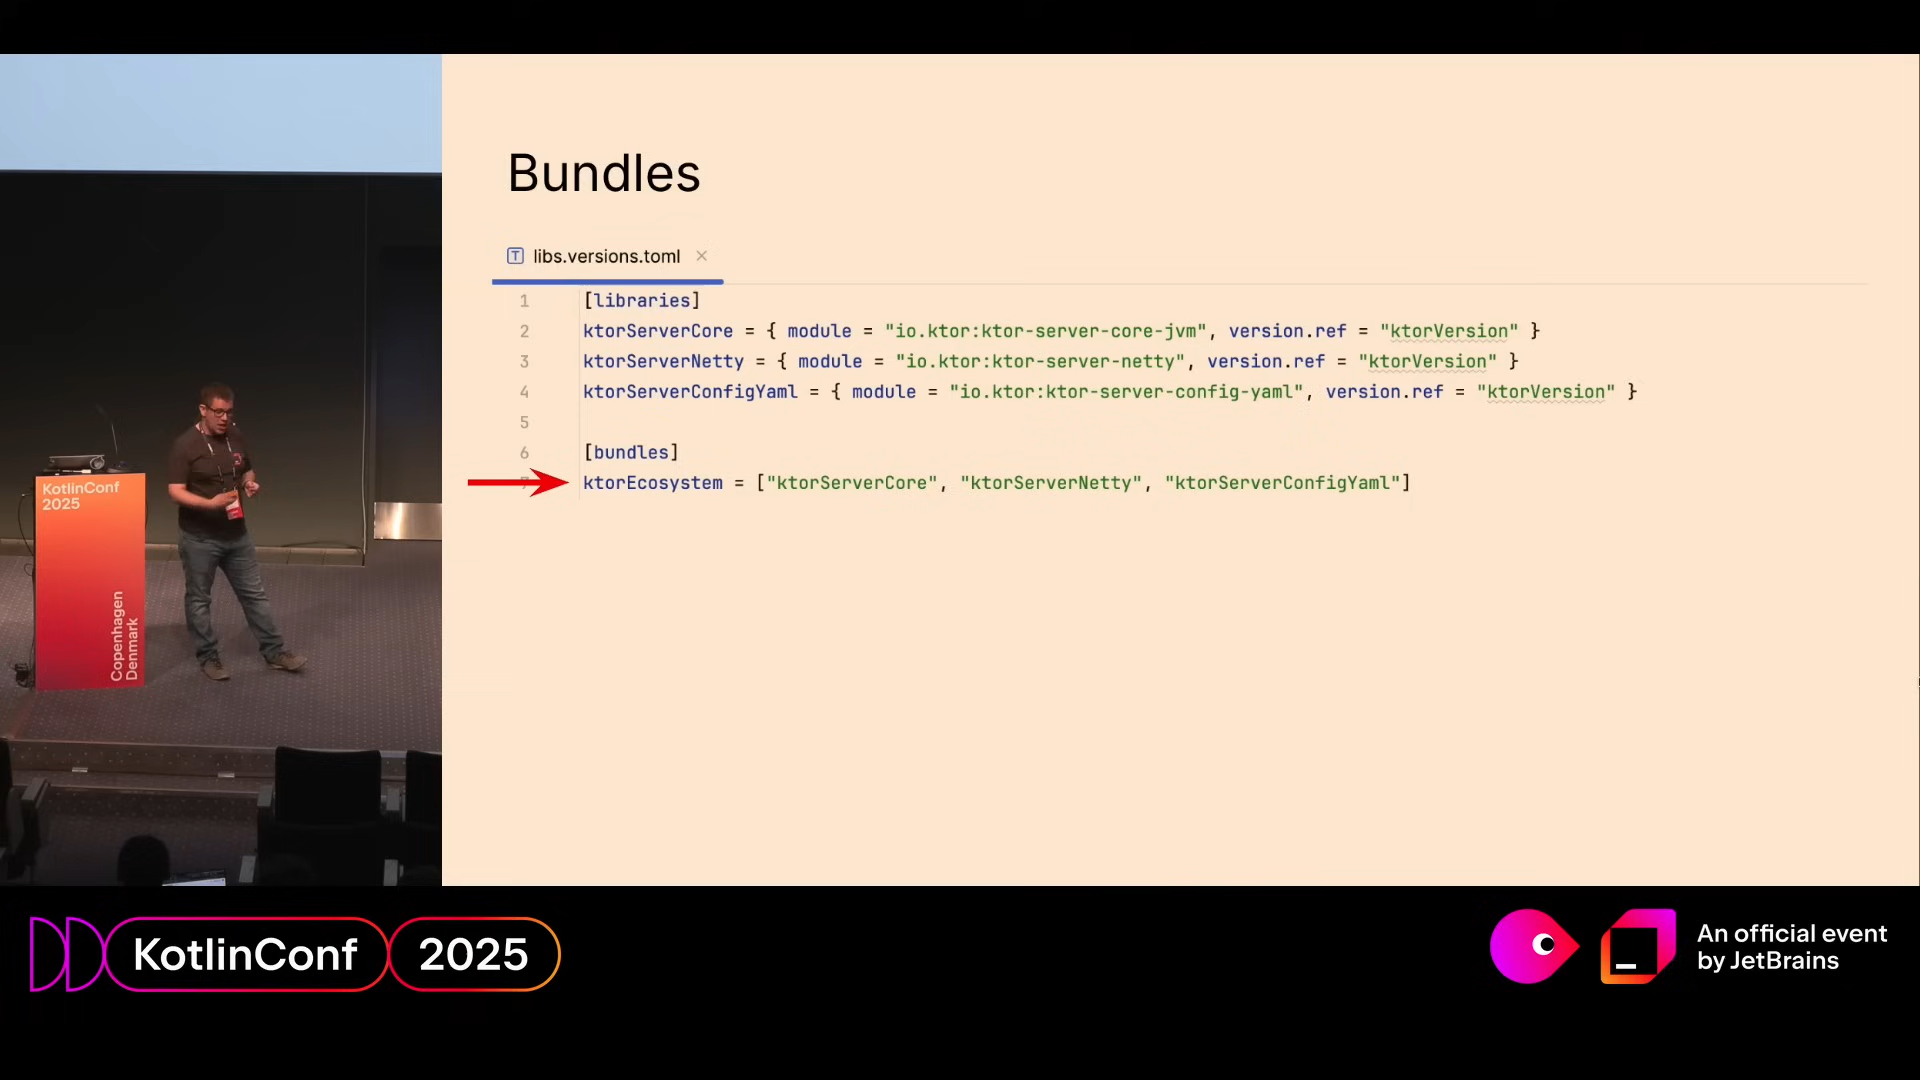 Bundles
libs.versions.toml
1 [libraries]
2 ktorServerCore = { module = "io.ktor:ktor-server-core-jvm", version.ref = "ktorVersion" }
3 ktorServerNetty = { module = "io.ktor:ktor-server-netty", version.ref = "ktorVersion" }
4 ktorServerConfigYaml = { module = "io.ktor:ktor-server-config-yaml", version.ref = "ktorVersion" }
5
6 [bundles]
7 ktorEcosystem = ["ktorServerCore", "ktorServerNetty", "ktorServerConfigYaml"]
KotlinConf
2025
Copenhagen
Denmark
KotlinConf 2025
An official event
by JetBrains